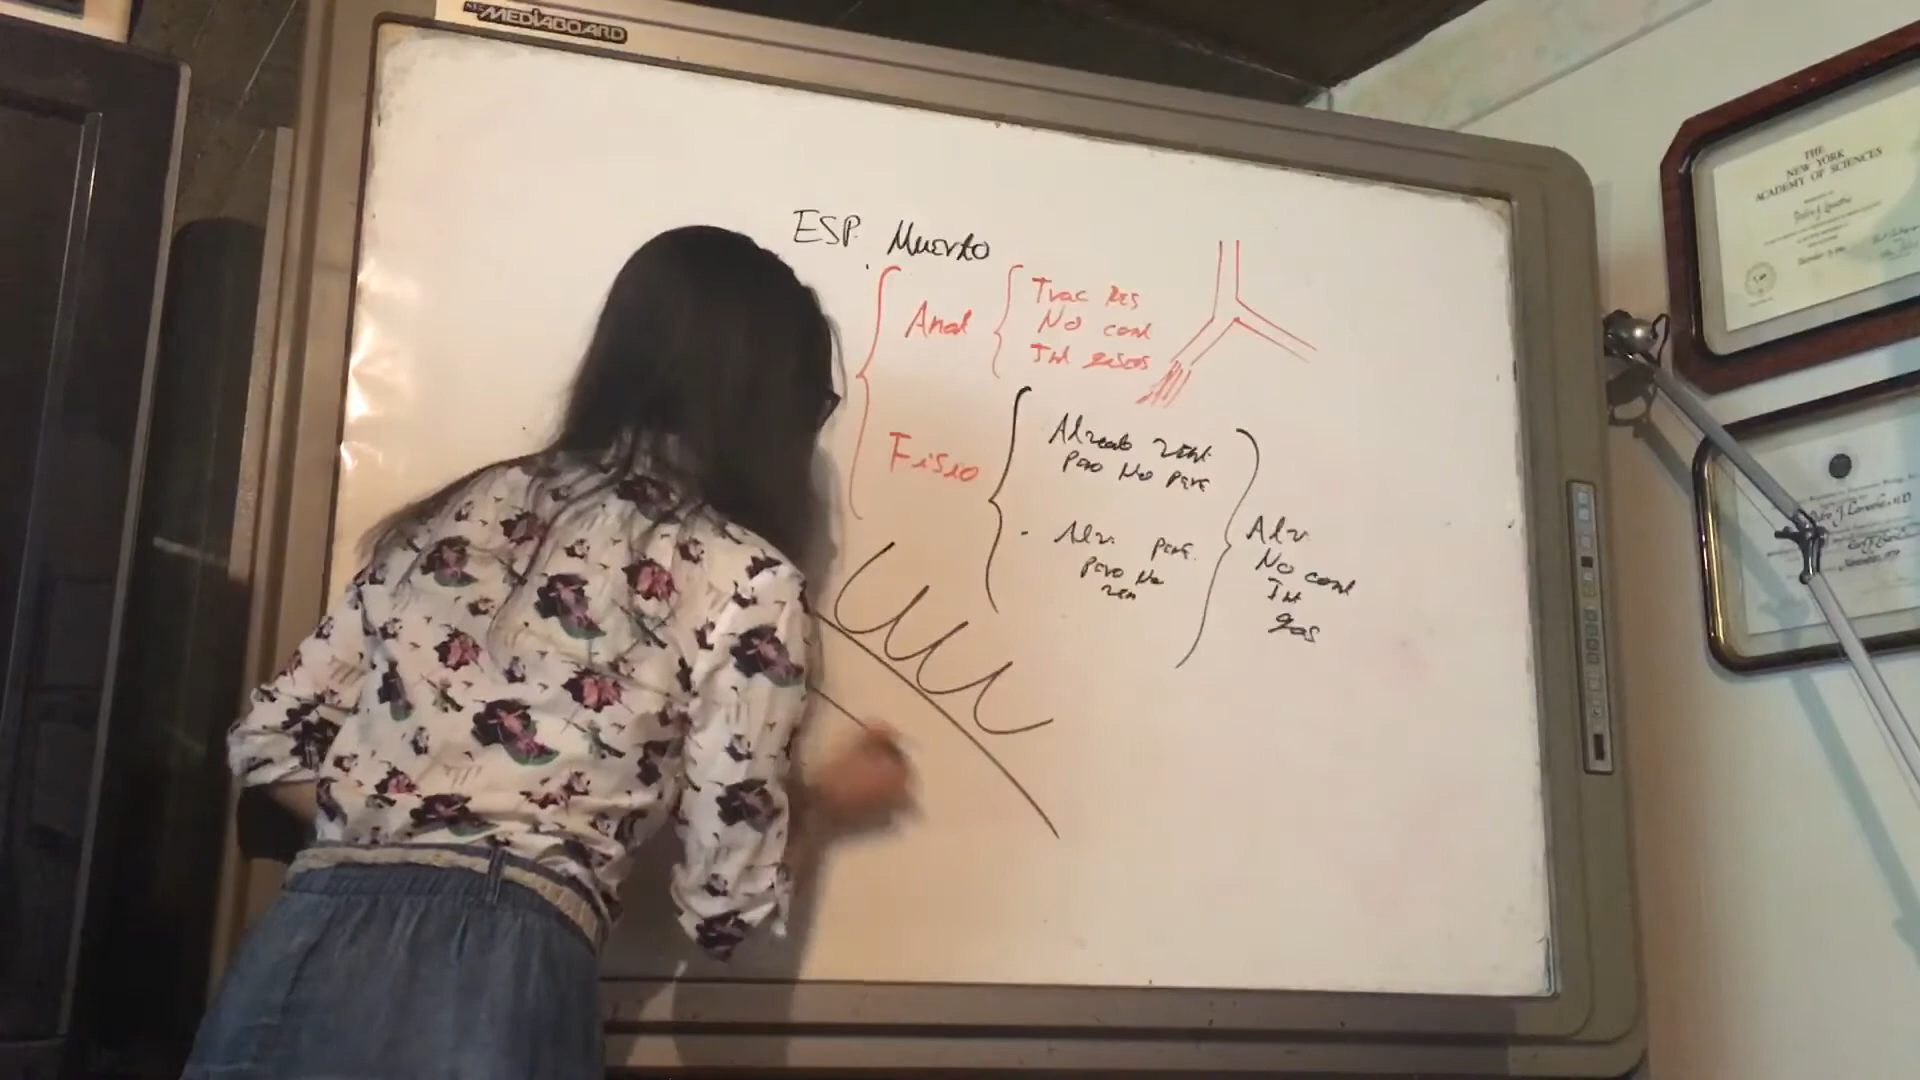 NEC MEDIABOARD
ESP. Muerto
Anat
Trac Res
No cont
Int gases
Fisio
Alveolo vent.
Pero No Perf
- Alv. Perf.
Pero No
ven
Alv.
No cont
Int
gas
THE
NEW YORK
ACADEMY OF SCIENCES